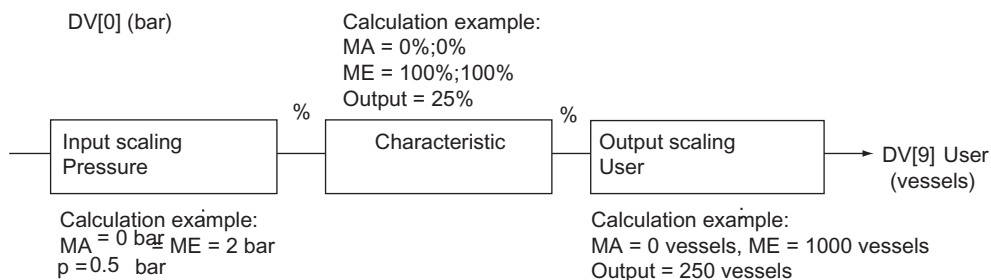 DV[0] (bar)
Calculation example:
MA = 0%;0%
ME = 100%;100%
Output = 25%
%
%
Input scaling
Pressure
Characteristic
Output scaling
User
DV[9] User
(vessels)
Calculation example:
MA = 0 bar = ME = 2 bar
p = 0.5 bar
Calculation example:
MA = 0 vessels, ME = 1000 vessels
Output = 250 vessels